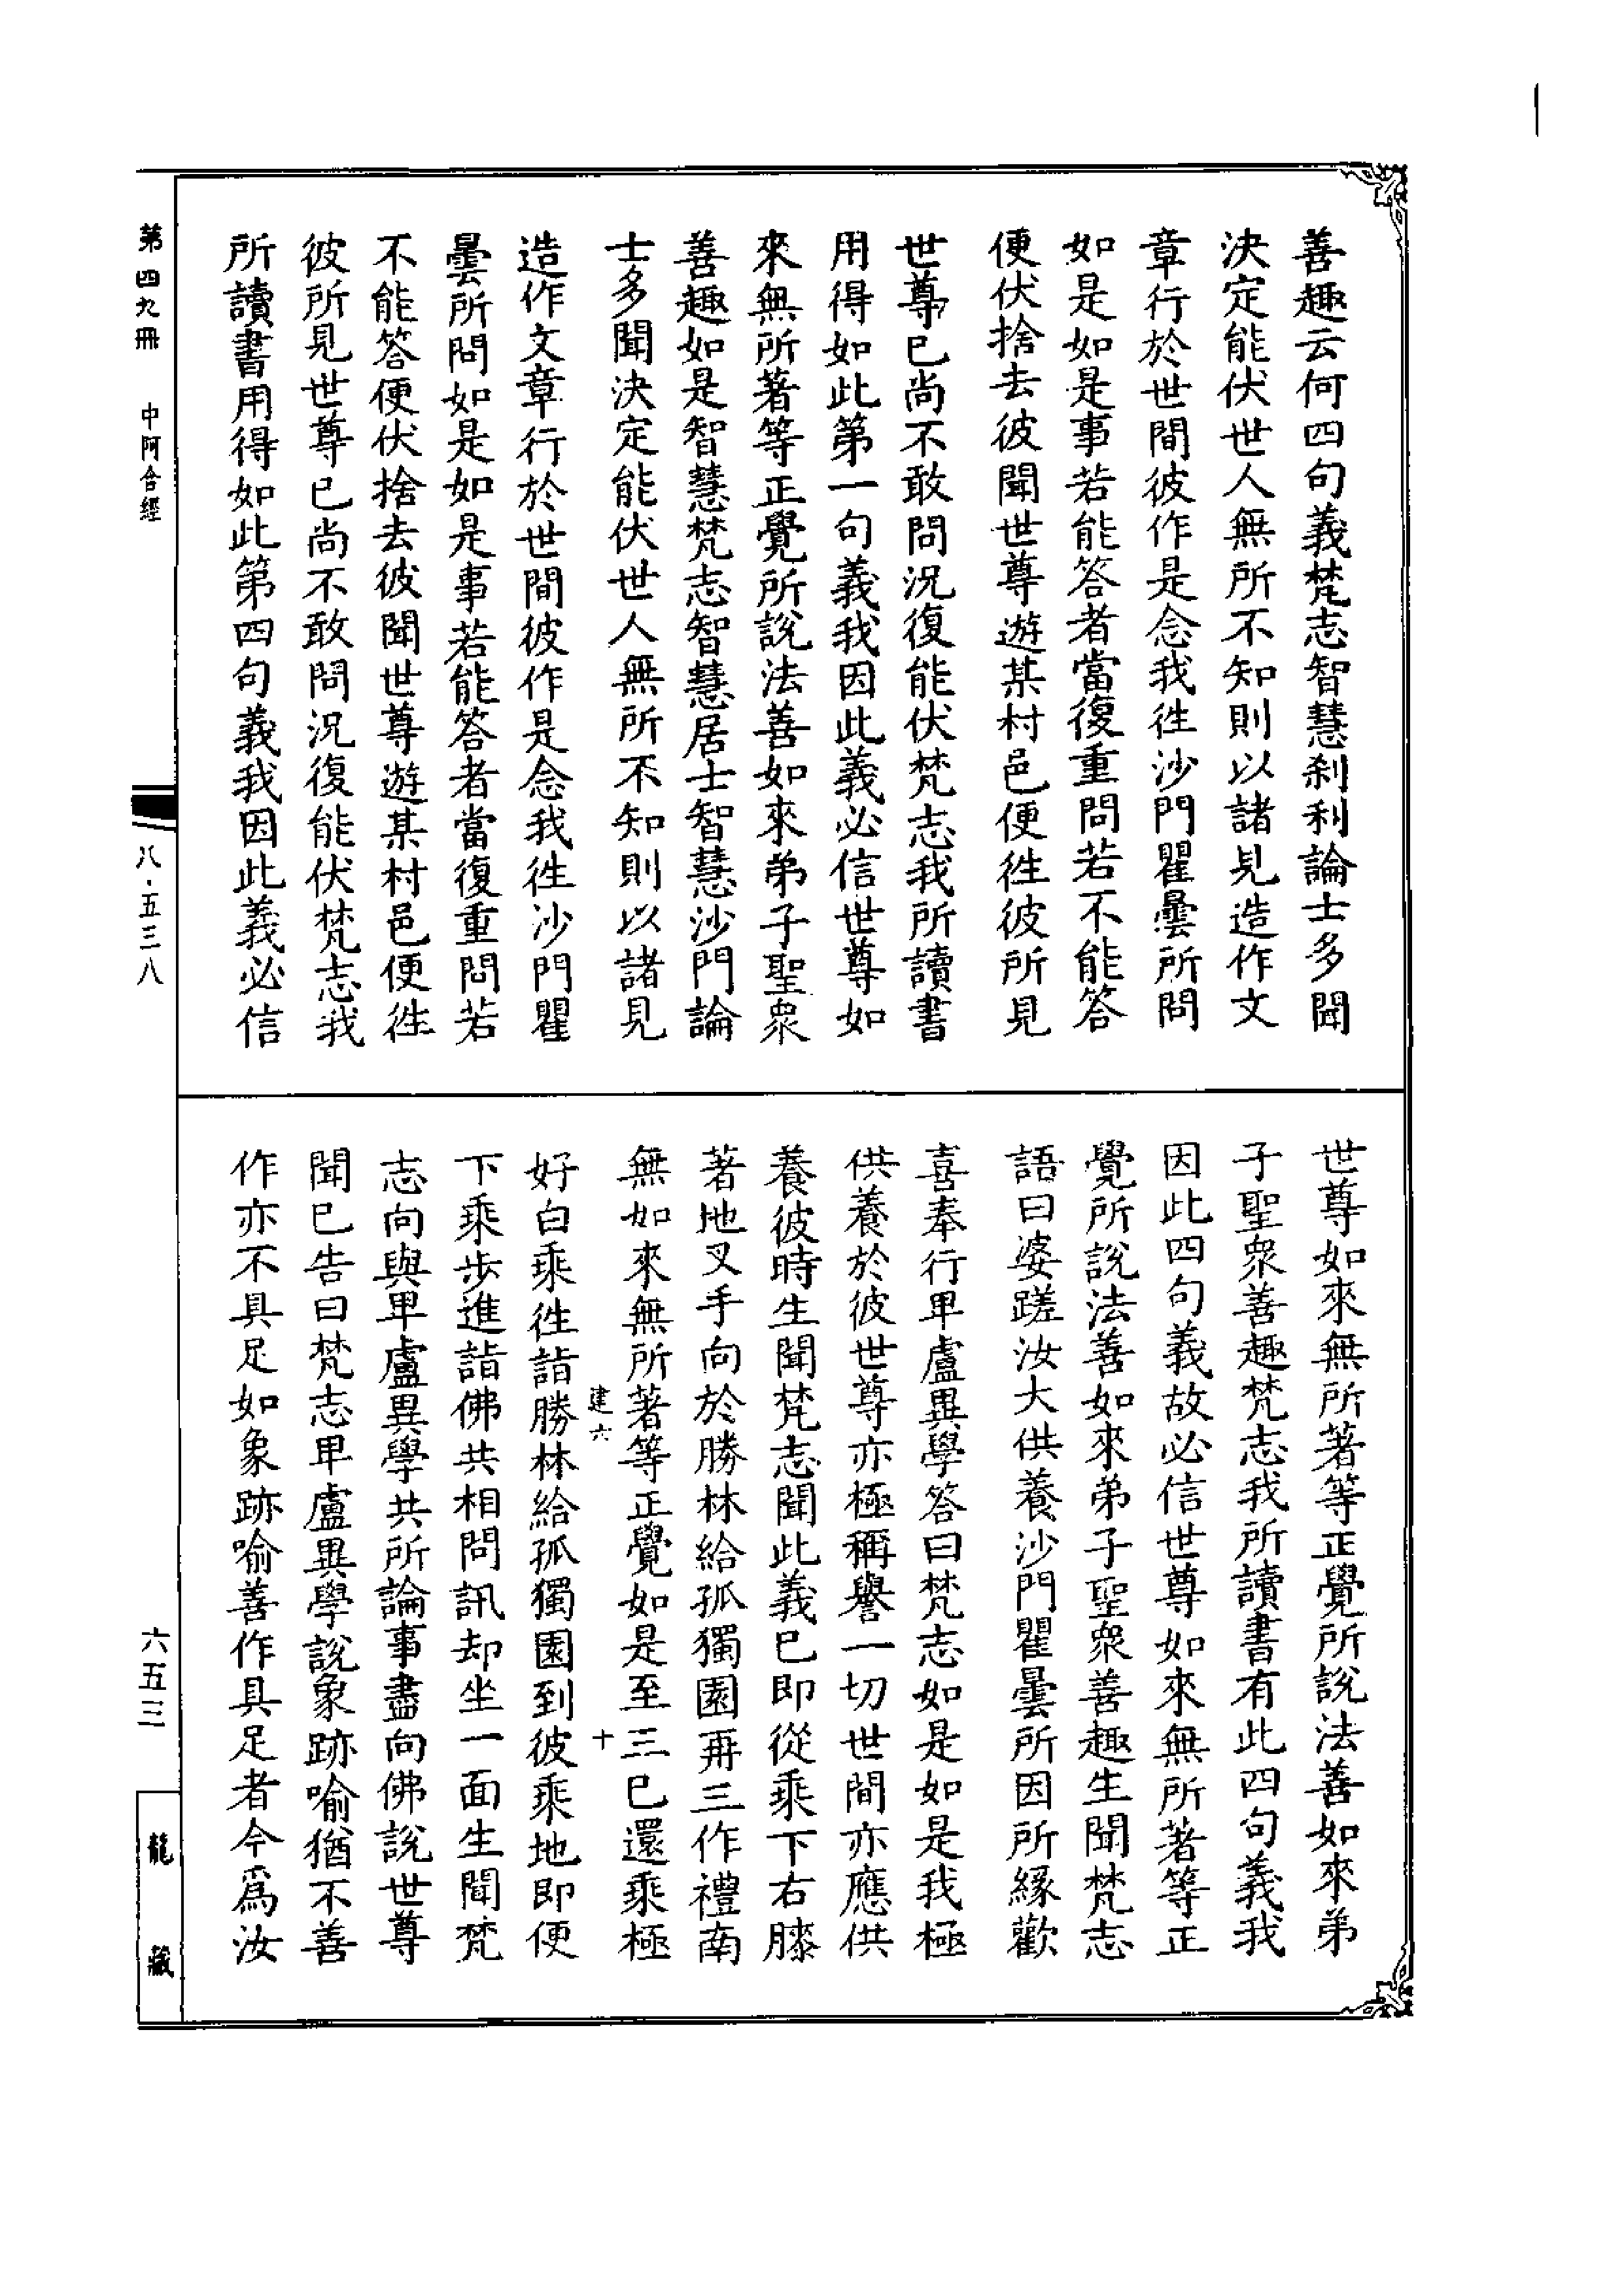 善趣云何四句義梵志智慧刹利論士多聞
決定能伏世人無所不知則以諸見造作文
章行於世間彼作是念我徃沙門瞿曇所問
如是如是事若能答者當復重問若不能答
便伏捨去彼聞世尊遊某村邑便徃彼所見
世尊已尚不敢問況復能伏梵志我所讀書
用得如此第一句義我因此義必信世尊如
來無所著等正覺所說法善如來弟子聖衆
善趣如是智慧梵志智慧居士智慧沙門論
士多聞決定能伏世人無所不知則以諸見
造作文章行於世間彼作是念我徃沙門瞿
曇所問如是如是事若能答者當復重問若
不能答便伏捨去彼聞世尊遊某村邑便徃
彼所見世尊已尚不敢問況復能伏梵志我
所讀書用得如此第四句義我因此義必信
世尊如來無所著等正覺所說法善如來弟
子聖衆善趣梵志我所讀書有此四句義我
因此四句義故必信世尊如來無所著等正
覺所說法善如來弟子聖衆善趣生聞梵志
語曰婆蹉汝大供養沙門瞿曇所因所緣歡
喜奉行卑盧異學答曰梵志如是如是我極
供養於彼世尊亦極稱譽一切世間亦應供
養彼時生聞梵志聞此義已即從乘下右膝
著地叉手向於勝林給孤獨園再三作禮南
無如來無所著等正覺如是至三已還乘極
建六
十
好白乘徃詣勝林給孤獨園到彼乘地即便
下乘步進詣佛共相問訊却坐一面生聞梵
志向與卑盧異學共所論事盡向佛說世尊
聞已告曰梵志卑盧異學說象跡喻猶不善
作亦不具足如象跡喻善作具足者今爲汝
第四九冊
中阿含經
八·五三八
六五三
龍藏